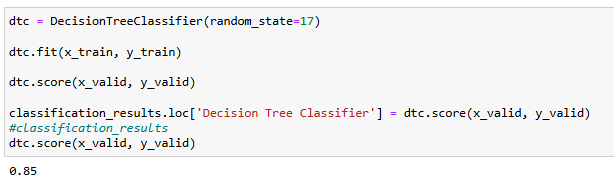 dtc = DecisionTreeClassifier(random_state=17)
dtc.fit(x_train, y_train)
dtc.score(x_valid, y_valid)
classification_results.loc['Decision Tree Classifier'] = dtc.score(x_valid, y_valid)
#classification_results
dtc.score(x_valid, y_valid)
0.85